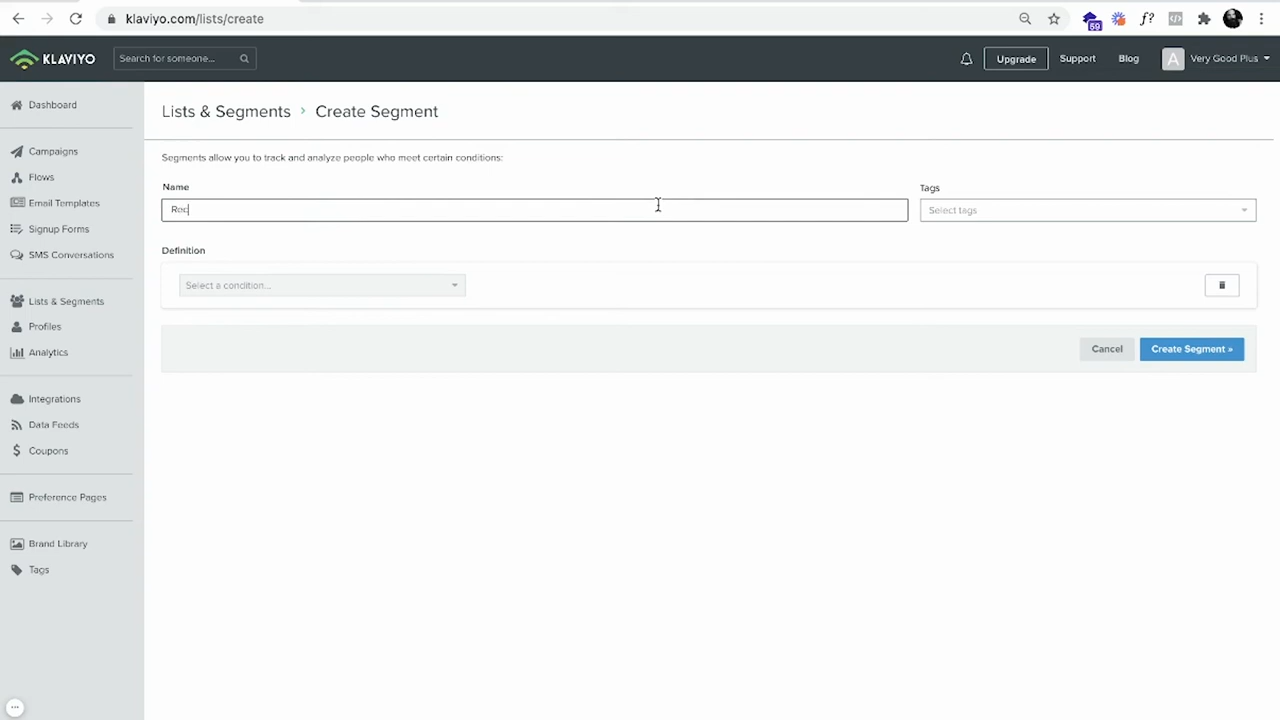 klaviyo.com/lists/create
59
f?
KLAVIYO
Search for someone...
Upgrade
Support
Blog
A
Very Good Plus
Dashboard
Campaigns
Flows
Email Templates
Signup Forms
SMS Conversations
Lists & Segments
Profiles
Analytics
Integrations
Data Feeds
$ Coupons
Preference Pages
Brand Library
Tags
Lists & Segments › Create Segment
Segments allow you to track and analyze people who meet certain conditions:
Name
Tags
Rec
Select tags
Definition
Select a condition...
Cancel
Create Segment »